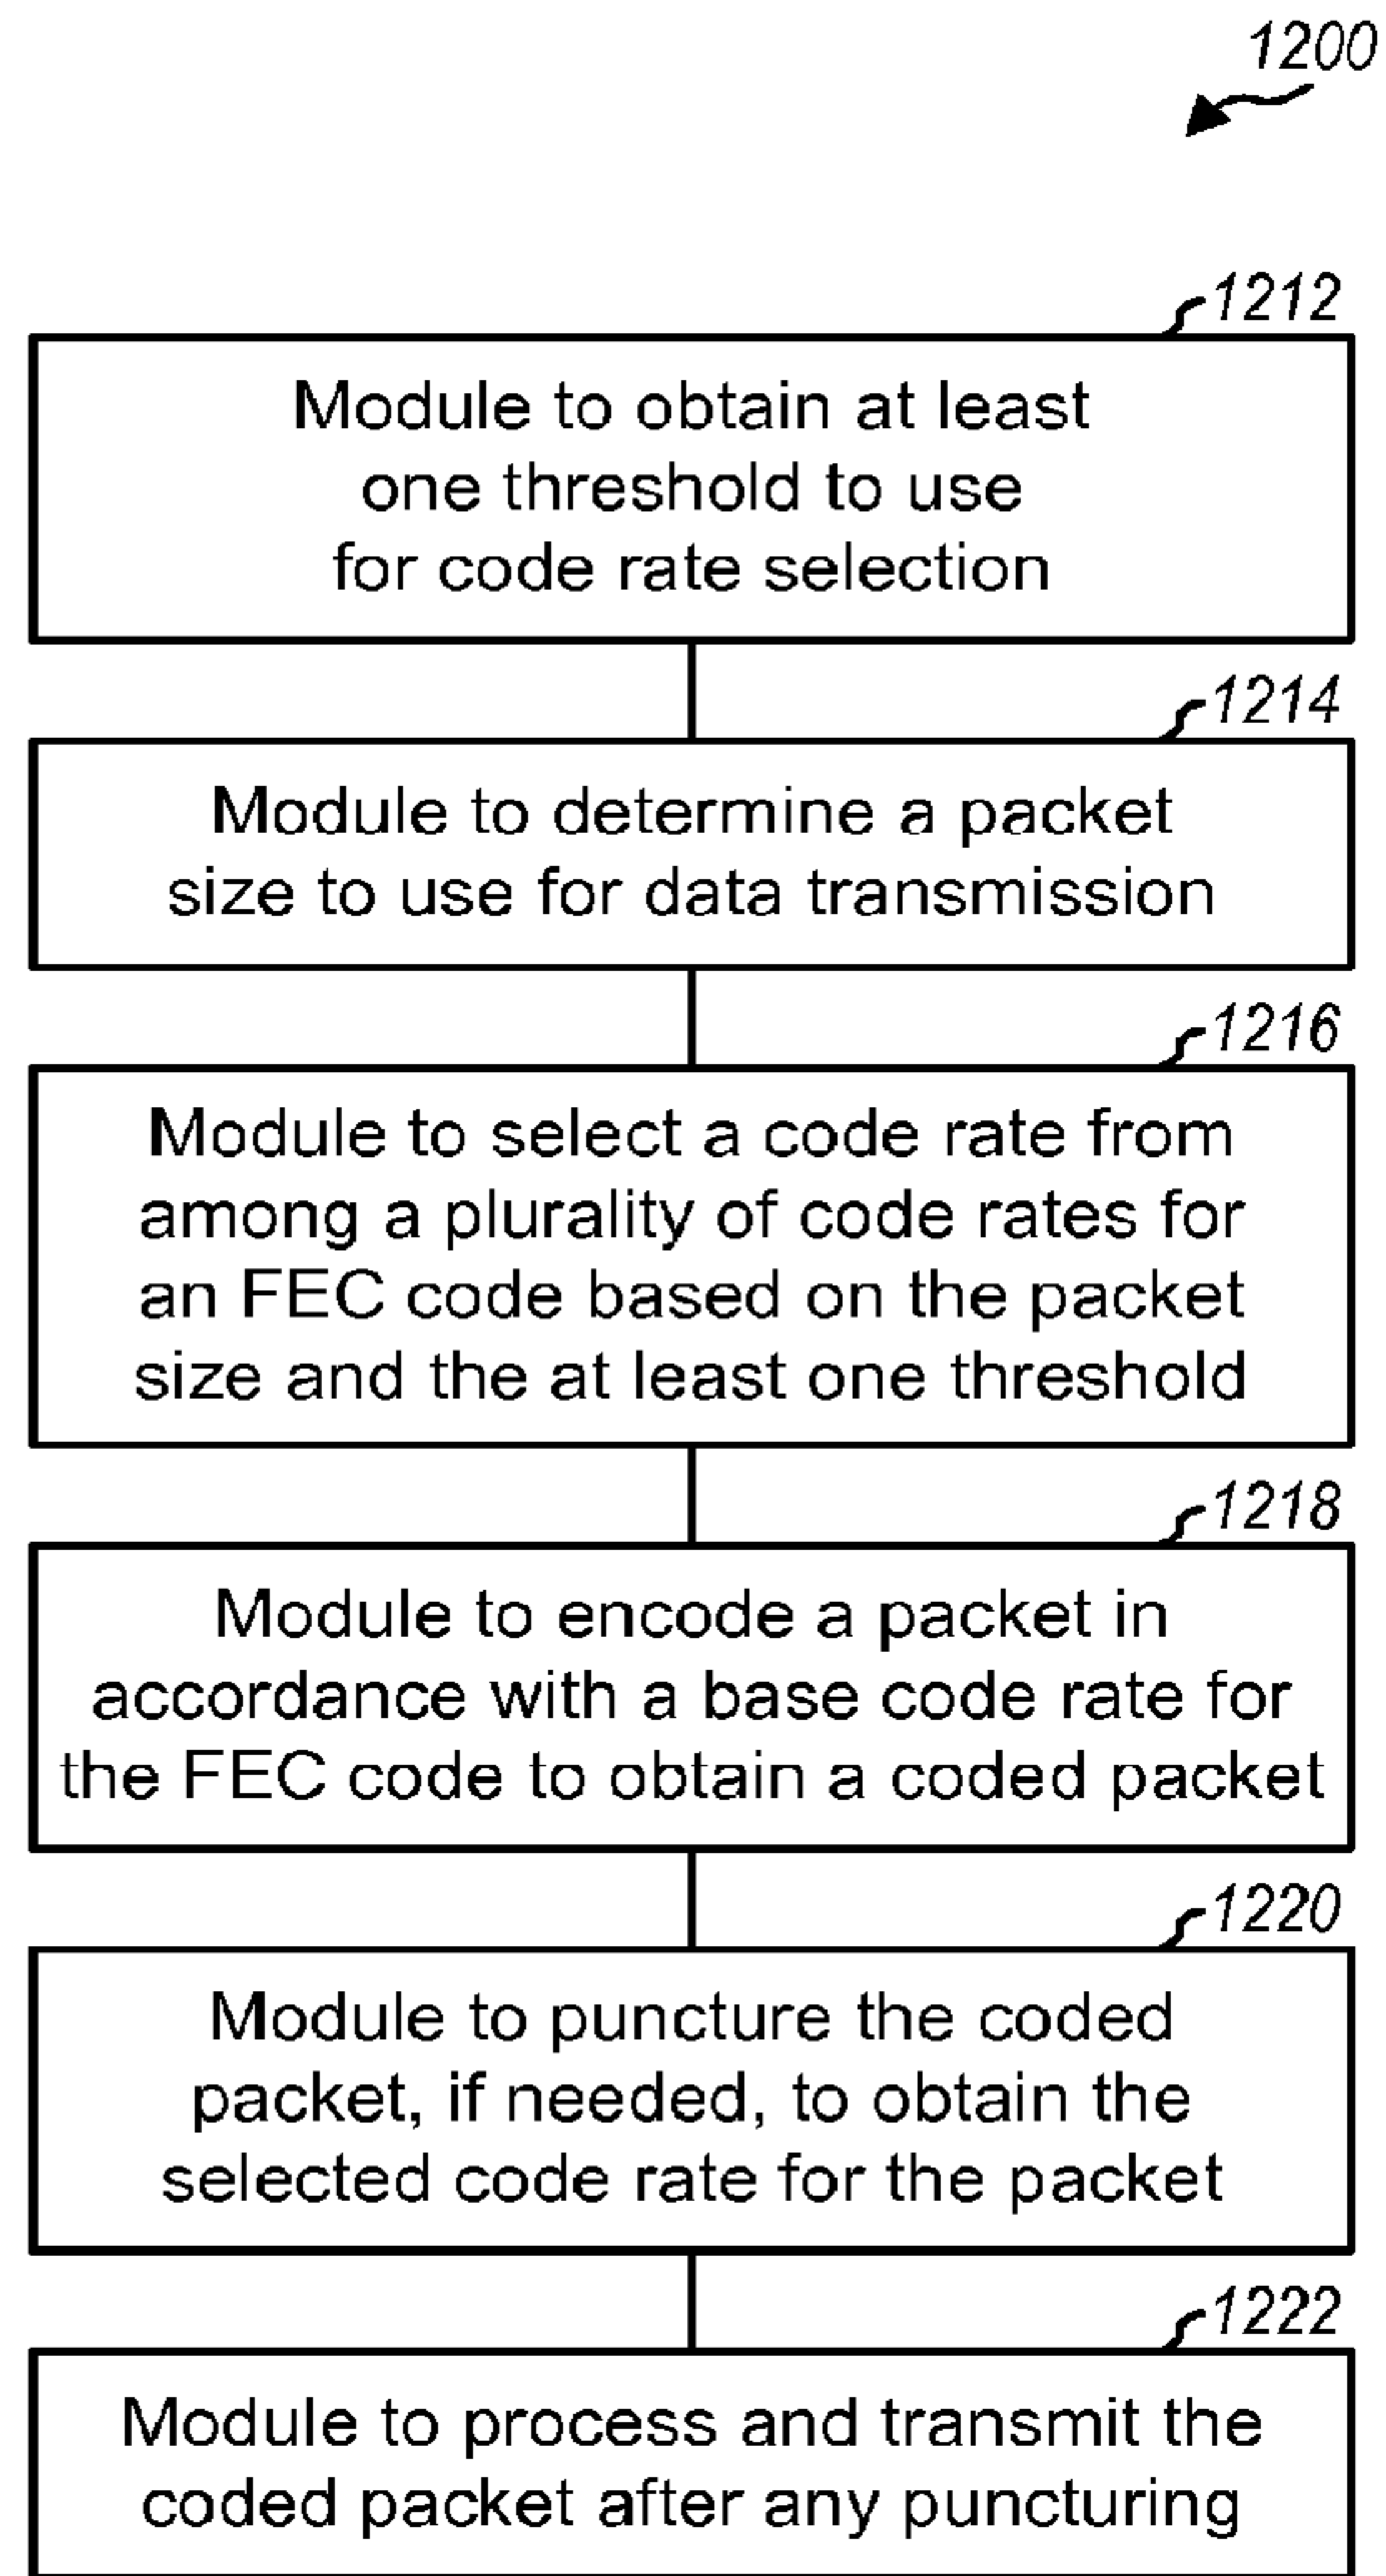 1200
1212
Module to obtain at least
one threshold to use
for code rate selection
1214
Module to determine a packet
size to use for data transmission
1216
Module to select a code rate from
among a plurality of code rates for
an FEC code based on the packet
size and the at least one threshold
1218
Module to encode a packet in
accordance with a base code rate for
the FEC code to obtain a coded packet
1220
Module to puncture the coded
packet, if needed, to obtain the
selected code rate for the packet
1222
Module to process and transmit the
coded packet after any puncturing